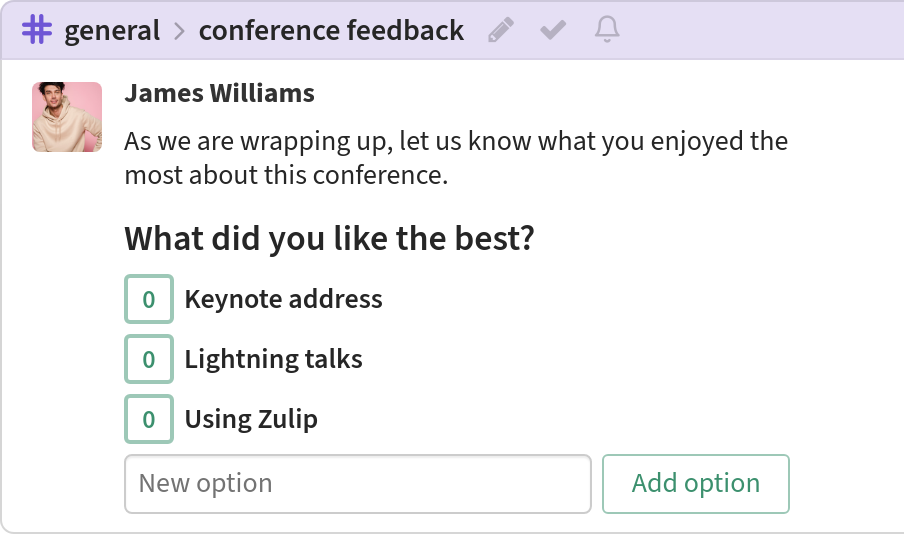 # general > conference feedback
James Williams
As we are wrapping up, let us know what you enjoyed the
most about this conference.
What did you like the best?
0 Keynote address
0 Lightning talks
0 Using Zulip
New option Add option